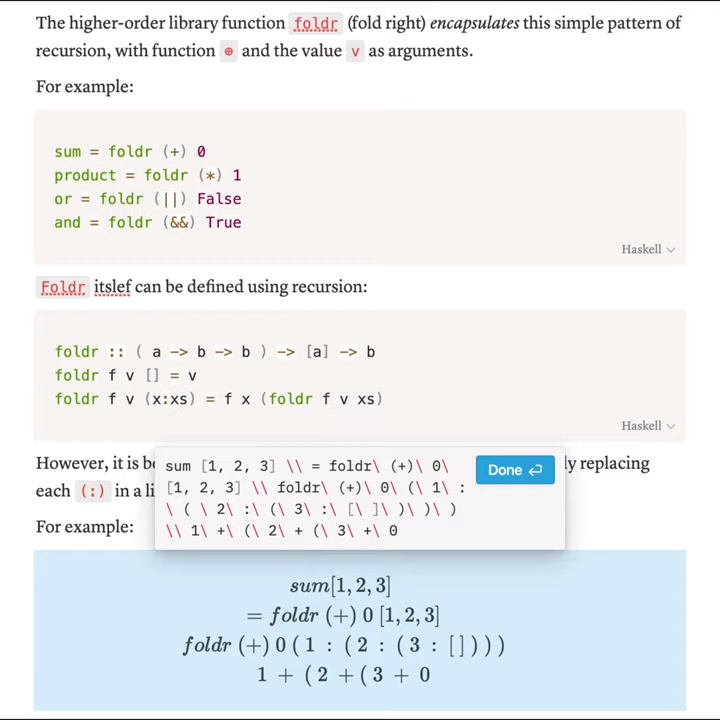 The higher-order library function foldr (fold right) encapsulates this simple pattern of
recursion, with function ⊕ and the value v as arguments.
For example:
sum = foldr (+) 0
product = foldr (*) 1
or = foldr (||) False
and = foldr (&&) True
Haskell
Foldr itslef can be defined using recursion:
foldr :: ( a -> b -> b ) -> [a] -> b
foldr f v [] = v
foldr f v (x:xs) = f x (foldr f v xs)
Haskell
However, it is be
ly replacing
each (:) in a li
For example:
sum [1, 2, 3] \\ = foldr\ (+)\ 0\
[1, 2, 3] \\ foldr\ (+)\ 0\ (\ 1\ :
\ ( \ 2\ :\ (\ 3\ :\ [\ ]\ )\ )\ )
\\ 1\ +\ (\ 2\ + (\ 3\ +\ 0
Done
sum[1, 2, 3]
= foldr (+) 0 [1, 2, 3]
foldr (+) 0 ( 1 : ( 2 : ( 3 : [ ] ) ) )
1 + ( 2 + ( 3 + 0